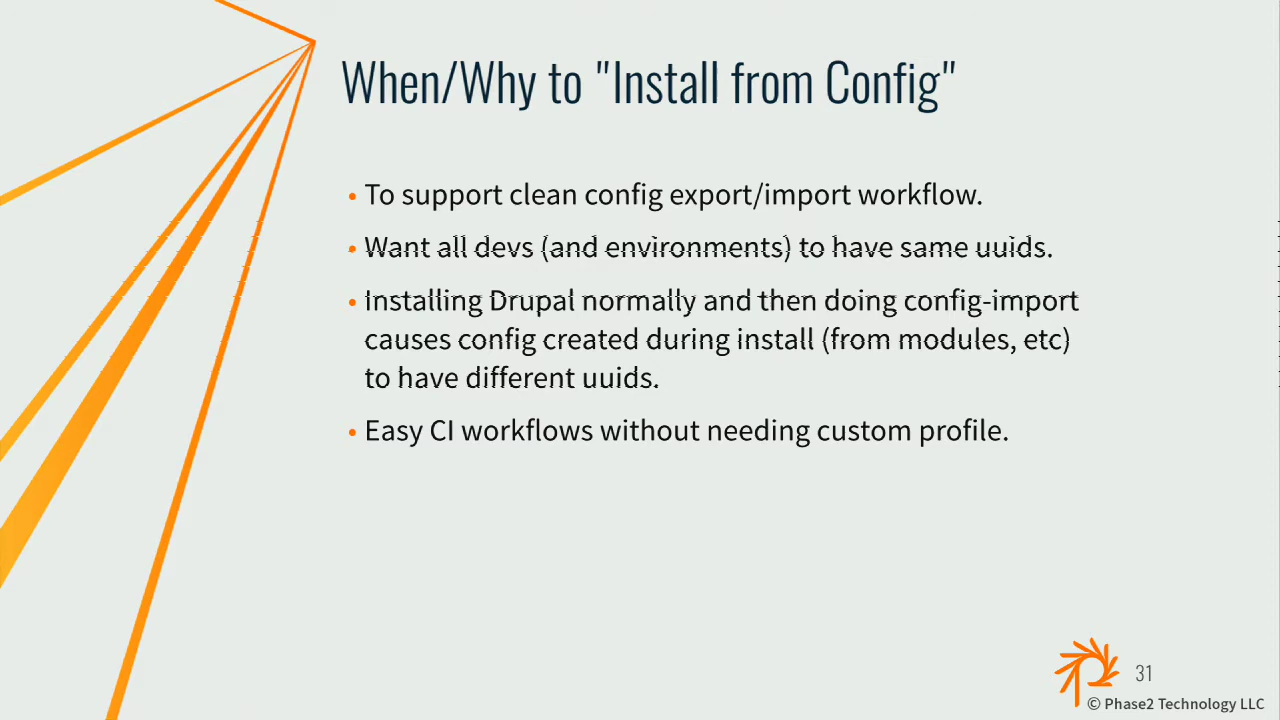 When/Why to "Install from Config"
• To support clean config export/import workflow.
• Want all devs (and environments) to have same uuids.
• Installing Drupal normally and then doing config-import
causes config created during install (from modules, etc)
to have different uuids.
• Easy CI workflows without needing custom profile.
31
© Phase2 Technology LLC